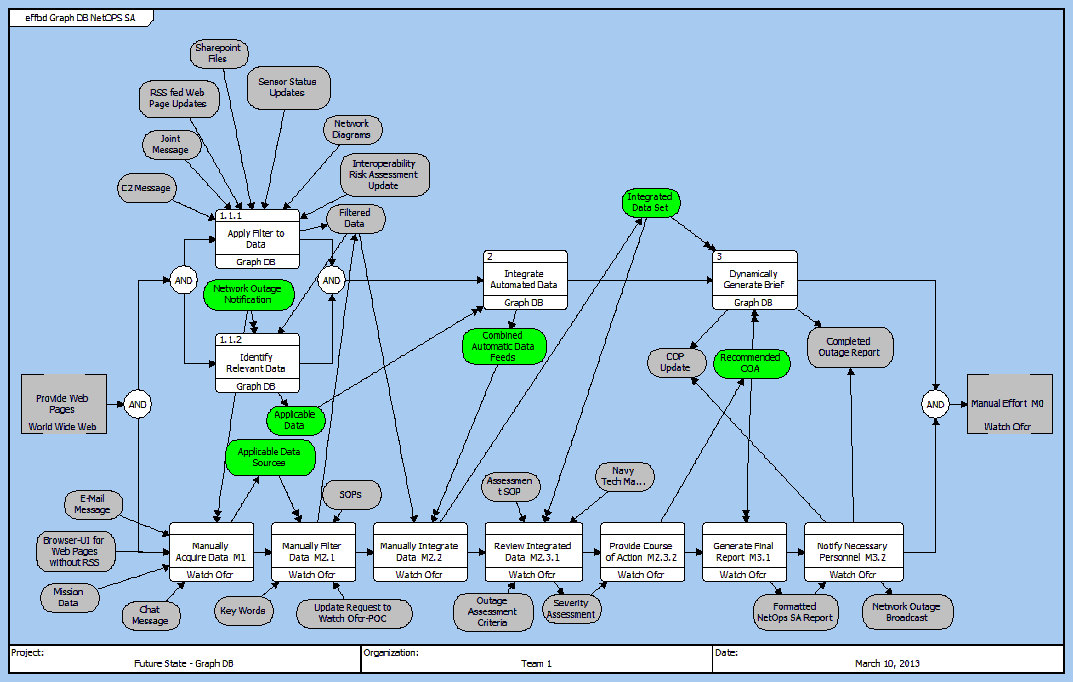 effbd Graph DB NetOPS SA
Sharepoint
Files
RSS fed Web
Page Updates
Sensor Status
Updates
Joint
Message
Network
Diagrams
C2 Message
Interoperability
Risk Assessment
Update
Filtered
Data
1.1.1
Apply Filter to
Data
Graph DB
AND
AND
Network Outage
Notification
1.1.2
Identify
Relevant Data
Graph DB
Integrated
Data Set
2
Integrate
Automated Data
Graph DB
3
Dynamically
Generate Brief
Graph DB
Combined
Automatic Data
Feeds
COP
Update
Recommended
COA
Completed
Outage Report
Provide Web
Pages
World Wide Web
AND
Applicable
Data
Applicable Data
Sources
AND
Manual Effort M0
Watch Ofcr
E-Mail
Message
Browser-UI for
Web Pages
without RSS
Mission
Data
Chat
Message
SOPs
Assessmen
t SOP
Navy
Tech Ma...
Manually
Acquire Data M1
Watch Ofcr
Manually Filter
Data M2.1
Watch Ofcr
Manually Integrate
Data M2.2
Watch Ofcr
Review Integrated
Data M2.3.1
Watch Ofcr
Provide Course
of Action M2.3.2
Watch Ofcr
Generate Final
Report M3.1
Watch Ofcr
Notify Necessary
Personnel M3.2
Watch Ofcr
Key Words
Update Request to
Watch Ofcr-POC
Outage
Assessment
Criteria
Severity
Assessment
Formatted
NetOps SA Report
Network Outage
Broadcast
Project:
Future State - Graph DB
Organization:
Team 1
Date:
March 10, 2013